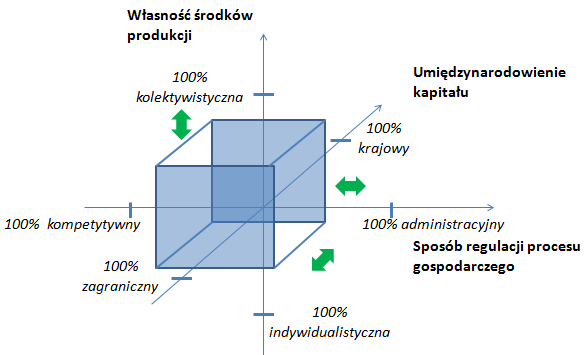 Własność środków
produkcji
100%
kolektywistyczna
Umiędzynarodowienie
kapitału
100%
krajowy
100% kompetytywny
100% administracyjny
Sposób regulacji procesu
gospodarczego
100%
zagraniczny
100%
indywidualistyczna